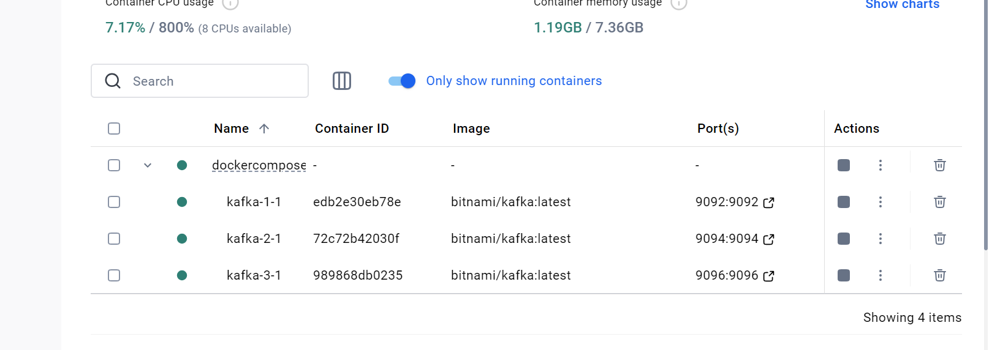 Container CPU usage
Container memory usage
Show charts
7.17% / 800% (8 CPUs available)
1.19GB / 7.36GB
Search
Only show running containers
Name Container ID Image Port(s) Actions
dockercompose - - -
kafka-1-1 edb2e30eb78e bitnami/kafka:latest 9092:9092
kafka-2-1 72c72b42030f bitnami/kafka:latest 9094:9094
kafka-3-1 989868db0235 bitnami/kafka:latest 9096:9096
Showing 4 items